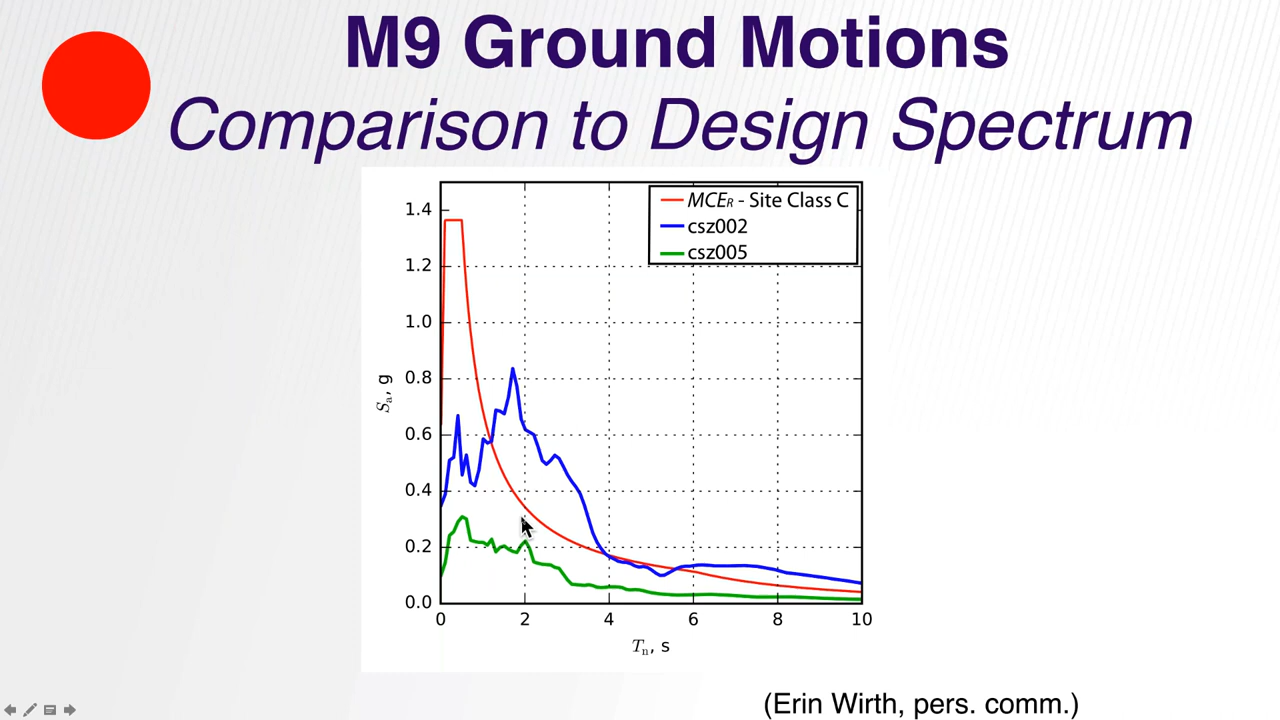 M9 Ground Motions
Comparison to Design Spectrum
MCER - Site Class C
csz002
csz005
1.4
1.2
1.0
0.8
0.6
0.4
0.2
0.0
Sa, g
0 2 4 6 8 10
Tn, s
(Erin Wirth, pers. comm.)